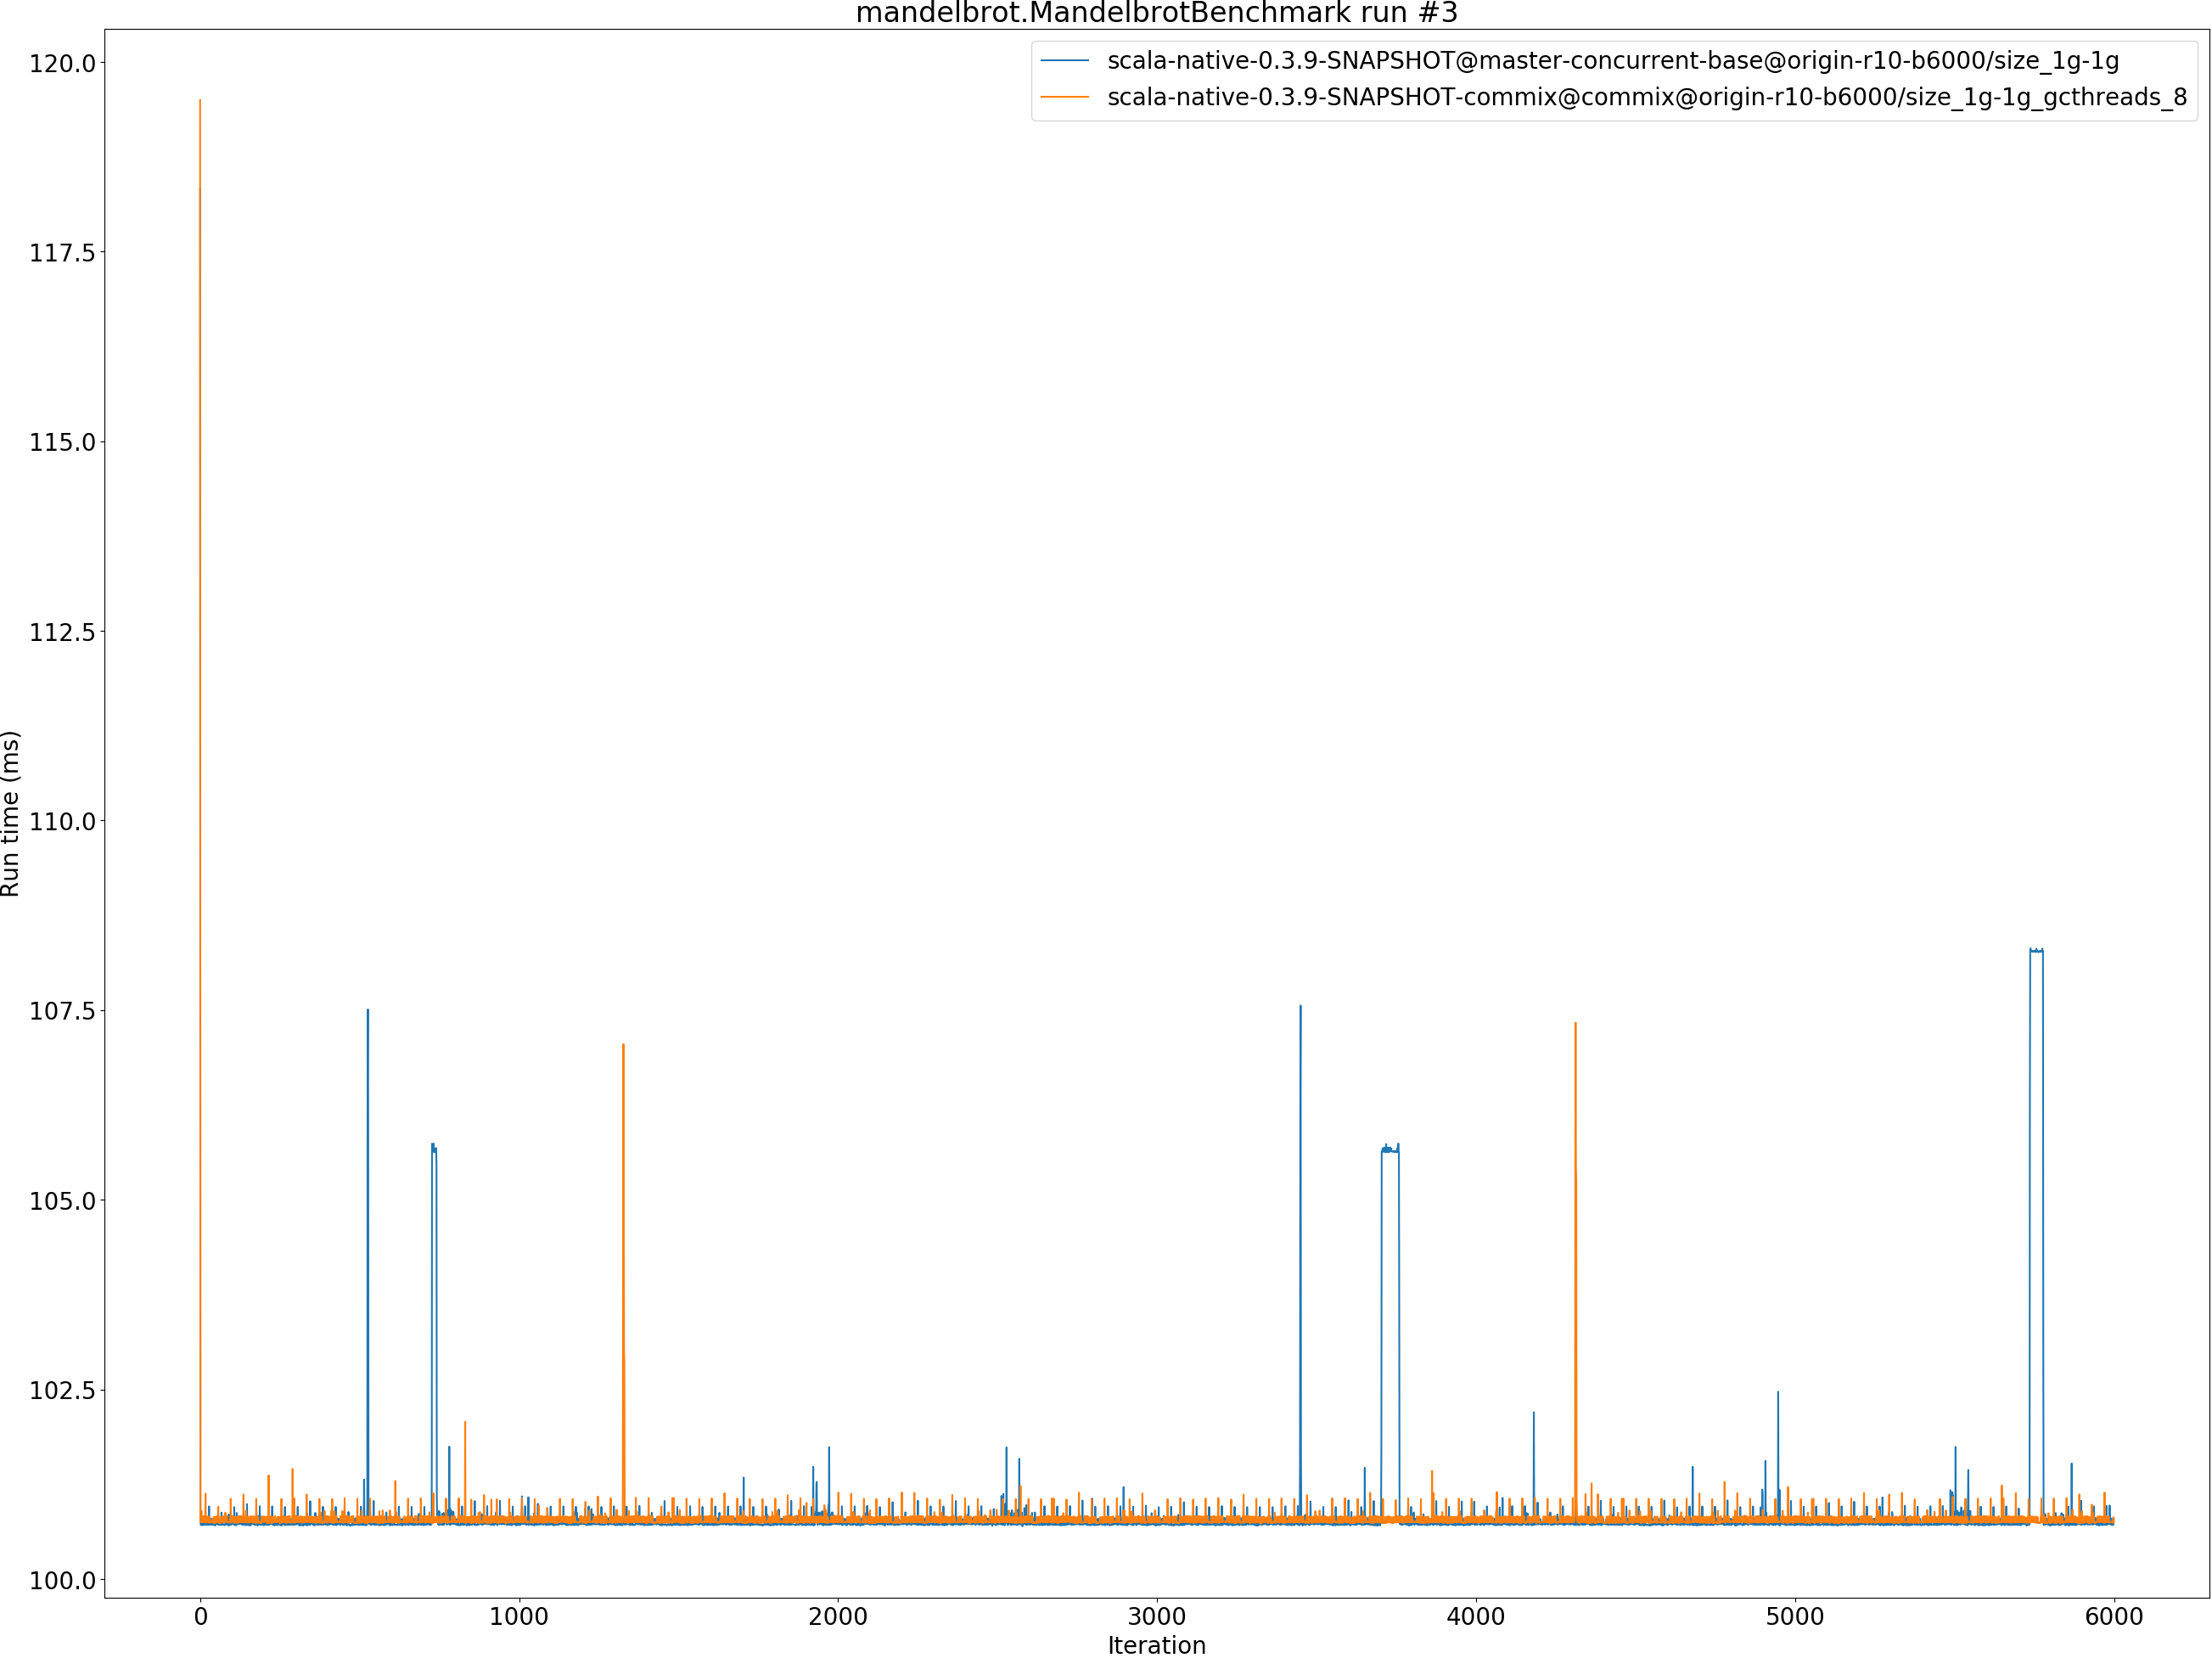 mandelbrot.MandelbrotBenchmark run #3
scala-native-0.3.9-SNAPSHOT@master-concurrent-base@origin-r10-b6000/size_1g-1g
scala-native-0.3.9-SNAPSHOT-commix@commix@origin-r10-b6000/size_1g-1g_gcthreads_8
Run time (ms)
120.0
117.5
115.0
112.5
110.0
107.5
105.0
102.5
100.0
0 1000 2000 3000 4000 5000 6000
Iteration